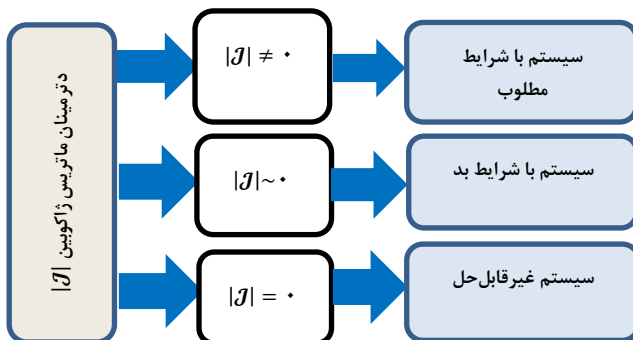 دترمینان ماتریس ژاکوبین |𝒥|
|𝒥| ≠ ۰
سیستم با شرایط
مطلوب
|𝒥|~۰
سیستم با شرایط بد
|𝒥| = ۰
سیستم غیرقابل‌حل